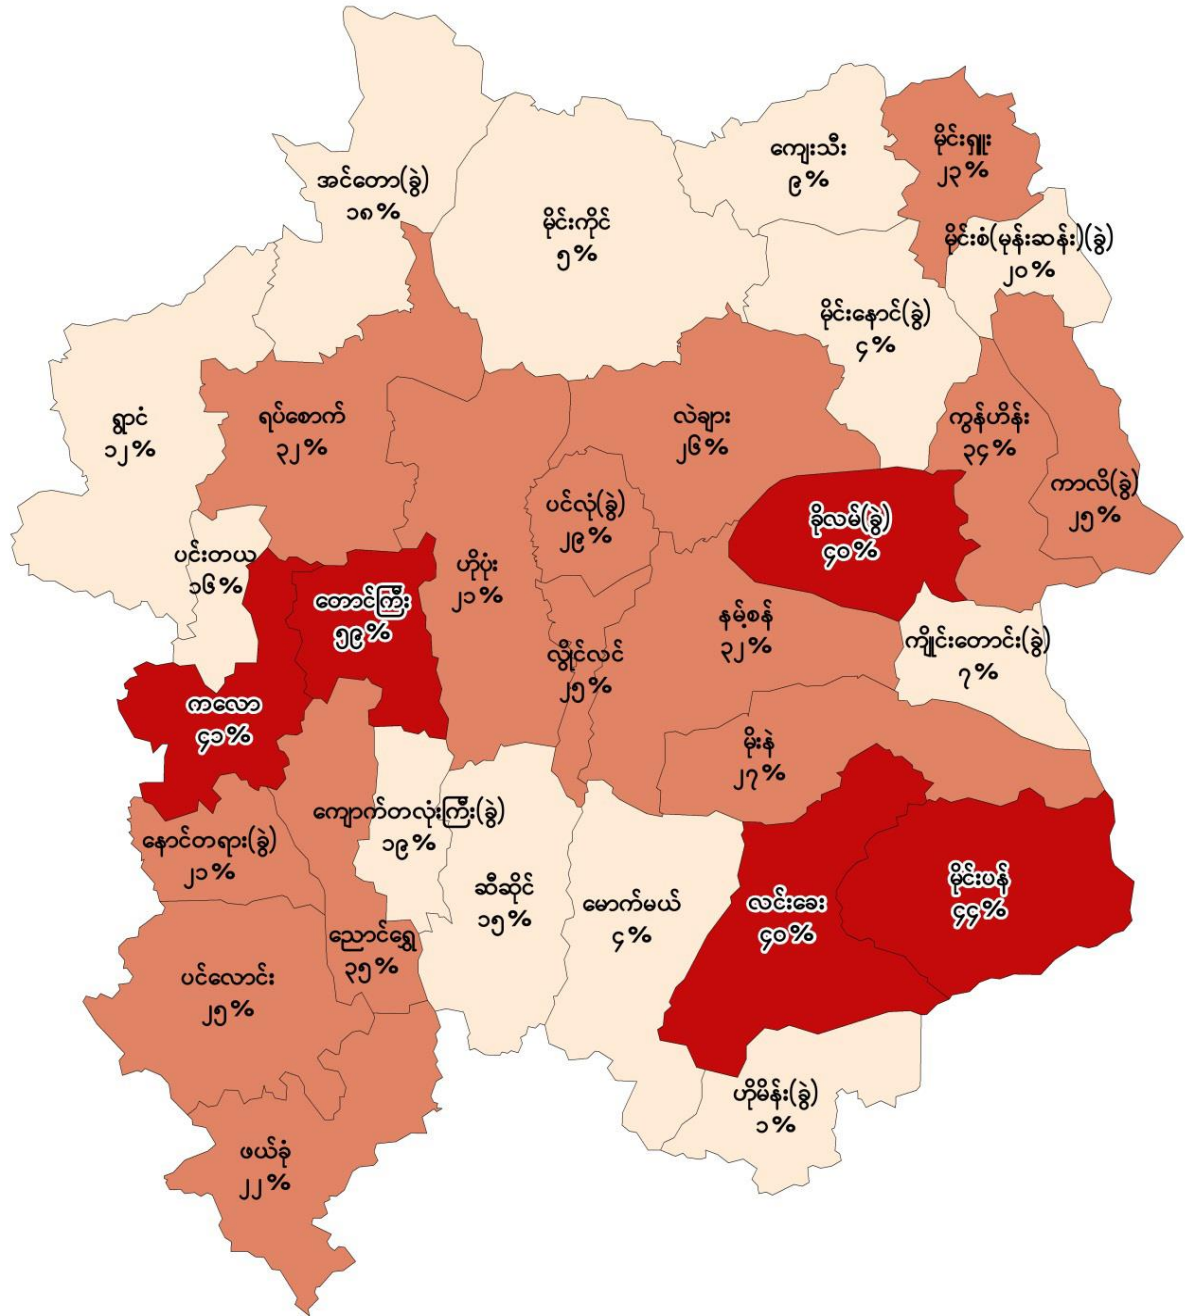 ကျေးသီး
၉%
မိုင်းရှူး
၂၃%
အင်တော(ခွဲ)
၁၈%
မိုင်းကိုင်
၅%
မိုင်းစံ(မုန်းဆန်း)(ခွဲ)
၂၀%
မိုင်းနောင်(ခွဲ)
၄%
ရွာငံ
၁၂%
ရပ်စောက်
၃၂%
လဲချား
၂၆%
ကွန်ဟိန်း
၃၄%
ကာလိ(ခွဲ)
၂၅%
ပင်လုံ(ခွဲ)
၂၉%
ခိုလမ်(ခွဲ)
၄၀%
ပင်းတယ
၁၆%
ဟိုပုံး
၂၁%
တောင်ကြီး
၅၉%
နမ့်စန်
၃၂%
ကျိုင်းတောင်း(ခွဲ)
၇%
လွိုင်လင်
၂၅%
ကလော
၄၁%
မိုးနဲ
၂၇%
ကျောက်တလုံးကြီး(ခွဲ)
၁၉%
နောင်တရား(ခွဲ)
၂၁%
ဆီဆိုင်
၁၅%
မောက်မယ်
၄%
လင်းခေး
၄၀%
မိုင်းပန်
၄၄%
ညောင်ရွှေ
၃၅%
ပင်လောင်း
၂၅%
ဟိုမိန်း(ခွဲ)
၁%
ဖယ်ခုံ
၂၂%